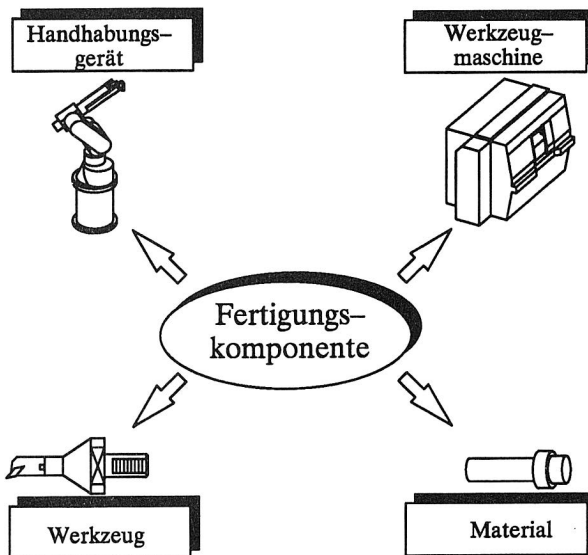 Handhabungs–
gerät
Werkzeug–
maschine
Fertigungs–
komponente
Werkzeug
Material